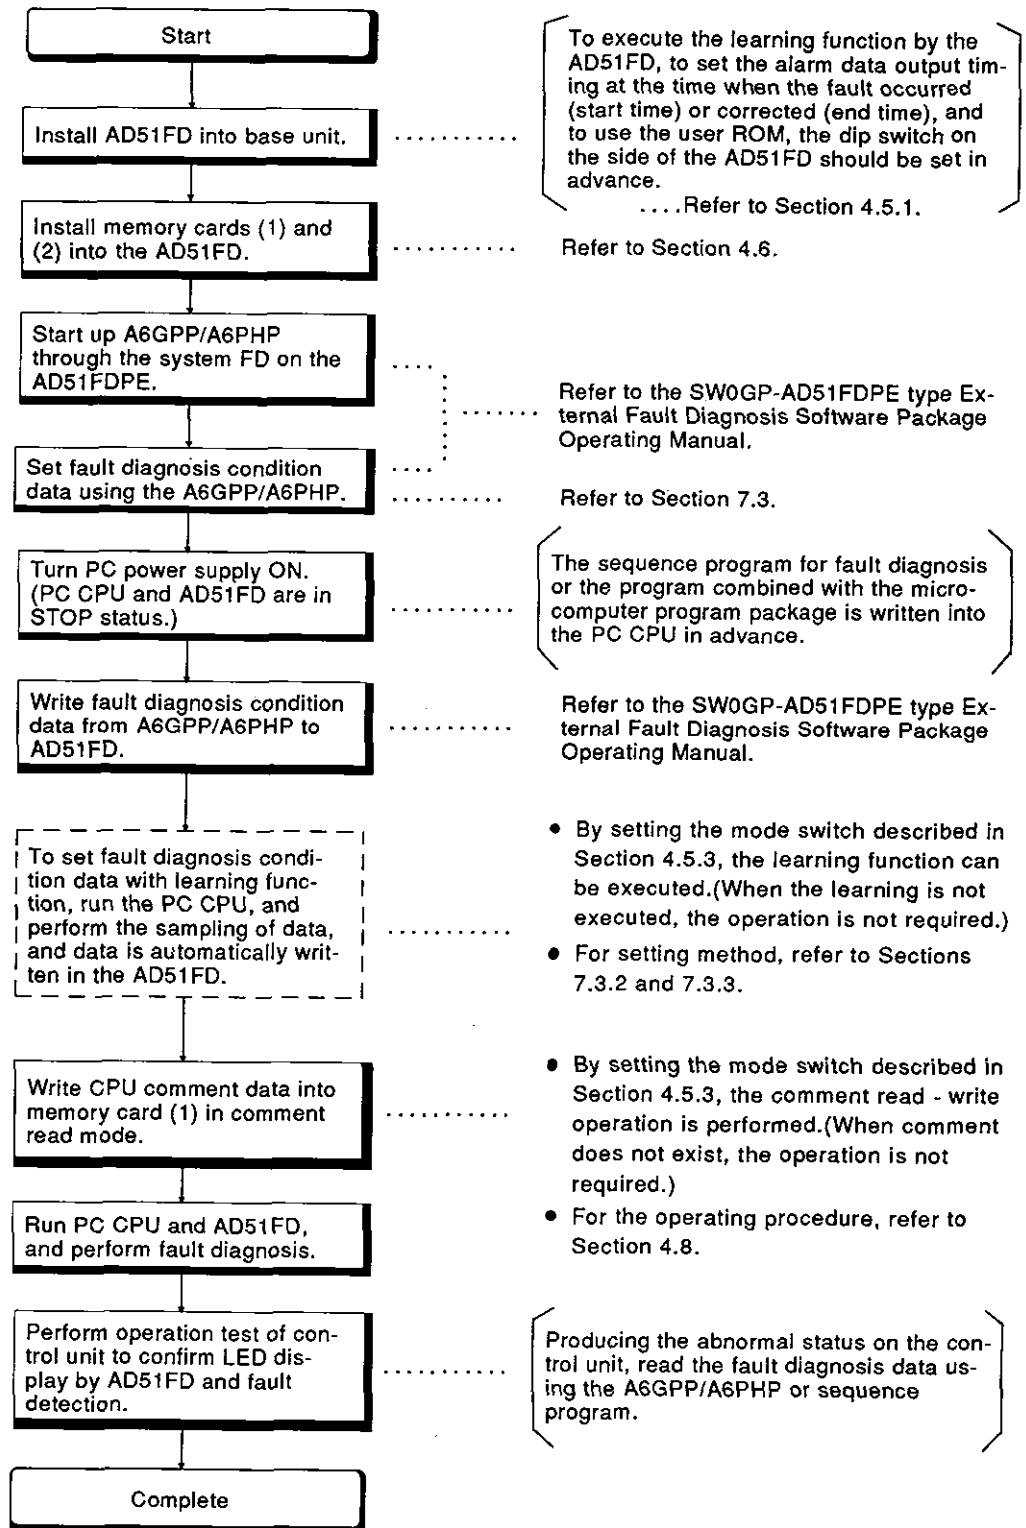 Start
To execute the learning function by the
AD51FD, to set the alarm data output tim-
ing at the time when the fault occurred
(start time) or corrected (end time), and
to use the user ROM, the dip switch on
the side of the AD51FD should be set in
advance.
....Refer to Section 4.5.1.
Install AD51FD into base unit.
Install memory cards (1) and
(2) into the AD51FD.
Refer to Section 4.6.
Start up A6GPP/A6PHP
through the system FD on the
AD51FDPE.
Refer to the SW0GP-AD51FDPE type Ex-
ternal Fault Diagnosis Software Package
Operating Manual.
Set fault diagnosis condition
data using the A6GPP/A6PHP.
Refer to Section 7.3.
Turn PC power supply ON.
(PC CPU and AD51FD are in
STOP status.)
The sequence program for fault diagnosis
or the program combined with the micro-
computer program package is written into
the PC CPU in advance.
Write fault diagnosis condition
data from A6GPP/A6PHP to
AD51FD.
Refer to the SW0GP-AD51FDPE type Ex-
ternal Fault Diagnosis Software Package
Operating Manual.
To set fault diagnosis condi-
tion data with learning func-
tion, run the PC CPU, and
perform the sampling of data,
and data is automatically writ-
ten in the AD51FD.
• By setting the mode switch described in
Section 4.5.3, the learning function can
be executed.(When the learning is not
executed, the operation is not required.)
• For setting method, refer to Sections
7.3.2 and 7.3.3.
Write CPU comment data into
memory card (1) in comment
read mode.
• By setting the mode switch described in
Section 4.5.3, the comment read - write
operation is performed.(When comment
does not exist, the operation is not
required.)
• For the operating procedure, refer to
Section 4.8.
Run PC CPU and AD51FD,
and perform fault diagnosis.
Perform operation test of con-
trol unit to confirm LED dis-
play by AD51FD and fault
detection.
Producing the abnormal status on the con-
trol unit, read the fault diagnosis data us-
ing the A6GPP/A6PHP or sequence
program.
Complete